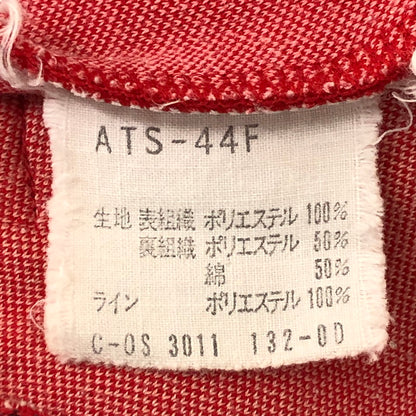 ATS-44F
生地 表組織 ポリエステル 100%
裏組織 ポリエステル 50%
綿 50%
ライン ポリエステル 100%
C-OS 3011 132-0D